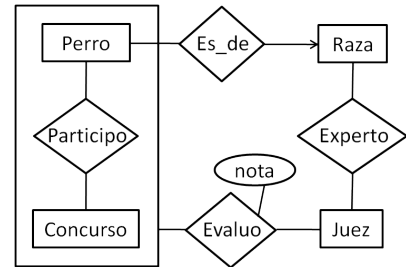 Perro
Es_de
Raza
Participo
Experto
nota
Concurso
Evaluo
Juez